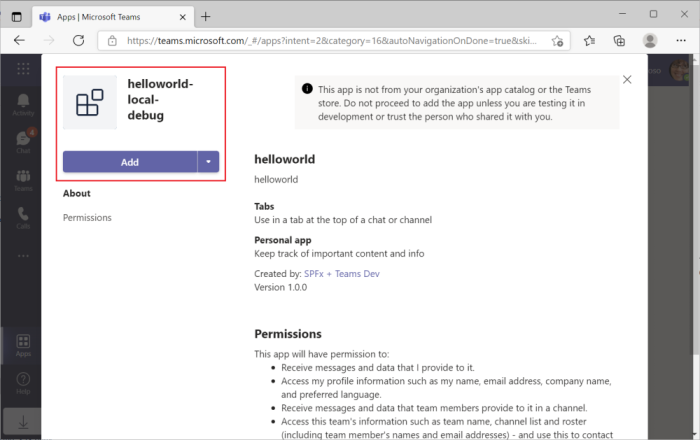 Apps | Microsoft Teams
https://teams.microsoft.com/_#/apps?intent=2&category=16&autoNavigationOnDone=true&ski...
Activity
4
Chat
Teams
Calls
Apps
Help
helloworld-
local-
debug
Add
About
Permissions
This app is not from your organization's app catalog or the Teams
store. Do not proceed to add the app unless you are testing it in
development or trust the person who shared it with you.
helloworld
helloworld
Tabs
Use in a tab at the top of a chat or channel
Personal app
Keep track of important content and info
Created by: SPFx + Teams Dev
Version 1.0.0
Permissions
This app will have permission to:
• Receive messages and data that I provide to it.
• Access my profile information such as my name, email address, company name,
and preferred language.
• Receive messages and data that team members provide to it in a channel.
• Access this team's information such as team name, channel list and roster
(including team member's names and email addresses) - and use this to contact